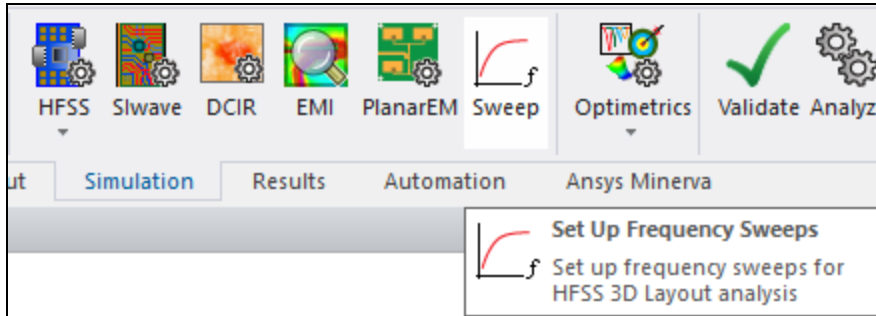 HFSS SIwave DCIR EMI PlanarEM Sweep Optimetrics Validate Analyz
ut Simulation Results Automation Ansys Minerva
f
Set Up Frequency Sweeps
f Set up frequency sweeps for
HFSS 3D Layout analysis